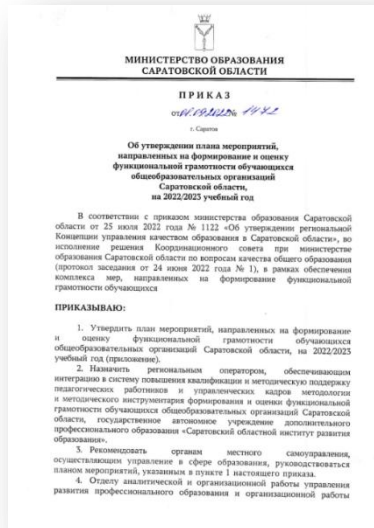 МИНИСТЕРСТВО ОБРАЗОВАНИЯ
САРАТОВСКОЙ ОБЛАСТИ
ПРИКАЗ
от 09.2022 № 1472
г. Саратов
Об утверждении плана мероприятий,
направленных на формирование и оценку
функциональной грамотности обучающихся
общеобразовательных организаций
Саратовской области,
на 2022/2023 учебный год
В соответствии с приказом министерства образования Саратовской
области от 25 июля 2022 года № 1122 «Об утверждении региональной
Концепции управления качеством образования в Саратовской области», во
исполнение решения Координационного совета при министерстве
образования Саратовской области по вопросам качества общего образования
(протокол заседания от 24 июня 2022 года № 1), в рамках обеспечения
комплекса мер, направленных на формирование функциональной
грамотности обучающихся
ПРИКАЗЫВАЮ:
1. Утвердить план мероприятий, направленных на формирование
и оценку функциональной грамотности обучающихся
общеобразовательных организаций Саратовской области, на 2022/2023
учебный год (приложение).
2. Назначить региональным оператором, обеспечивающим
интеграцию в систему повышения квалификации и методическую поддержку
педагогических работников и управленческих кадров методологии
и методического инструментария формирования и оценки функциональной
грамотности обучающихся общеобразовательных организаций Саратовской
области, государственное автономное учреждение дополнительного
профессионального образования «Саратовский областной институт развития
образования».
3. Рекомендовать органам местного самоуправления,
осуществляющим управление в сфере образования, руководствоваться
планом мероприятий, указанным в пункте 1 настоящего приказа.
4. Отделу аналитической и организационной работы управления
развития профессионального образования и организационной работы